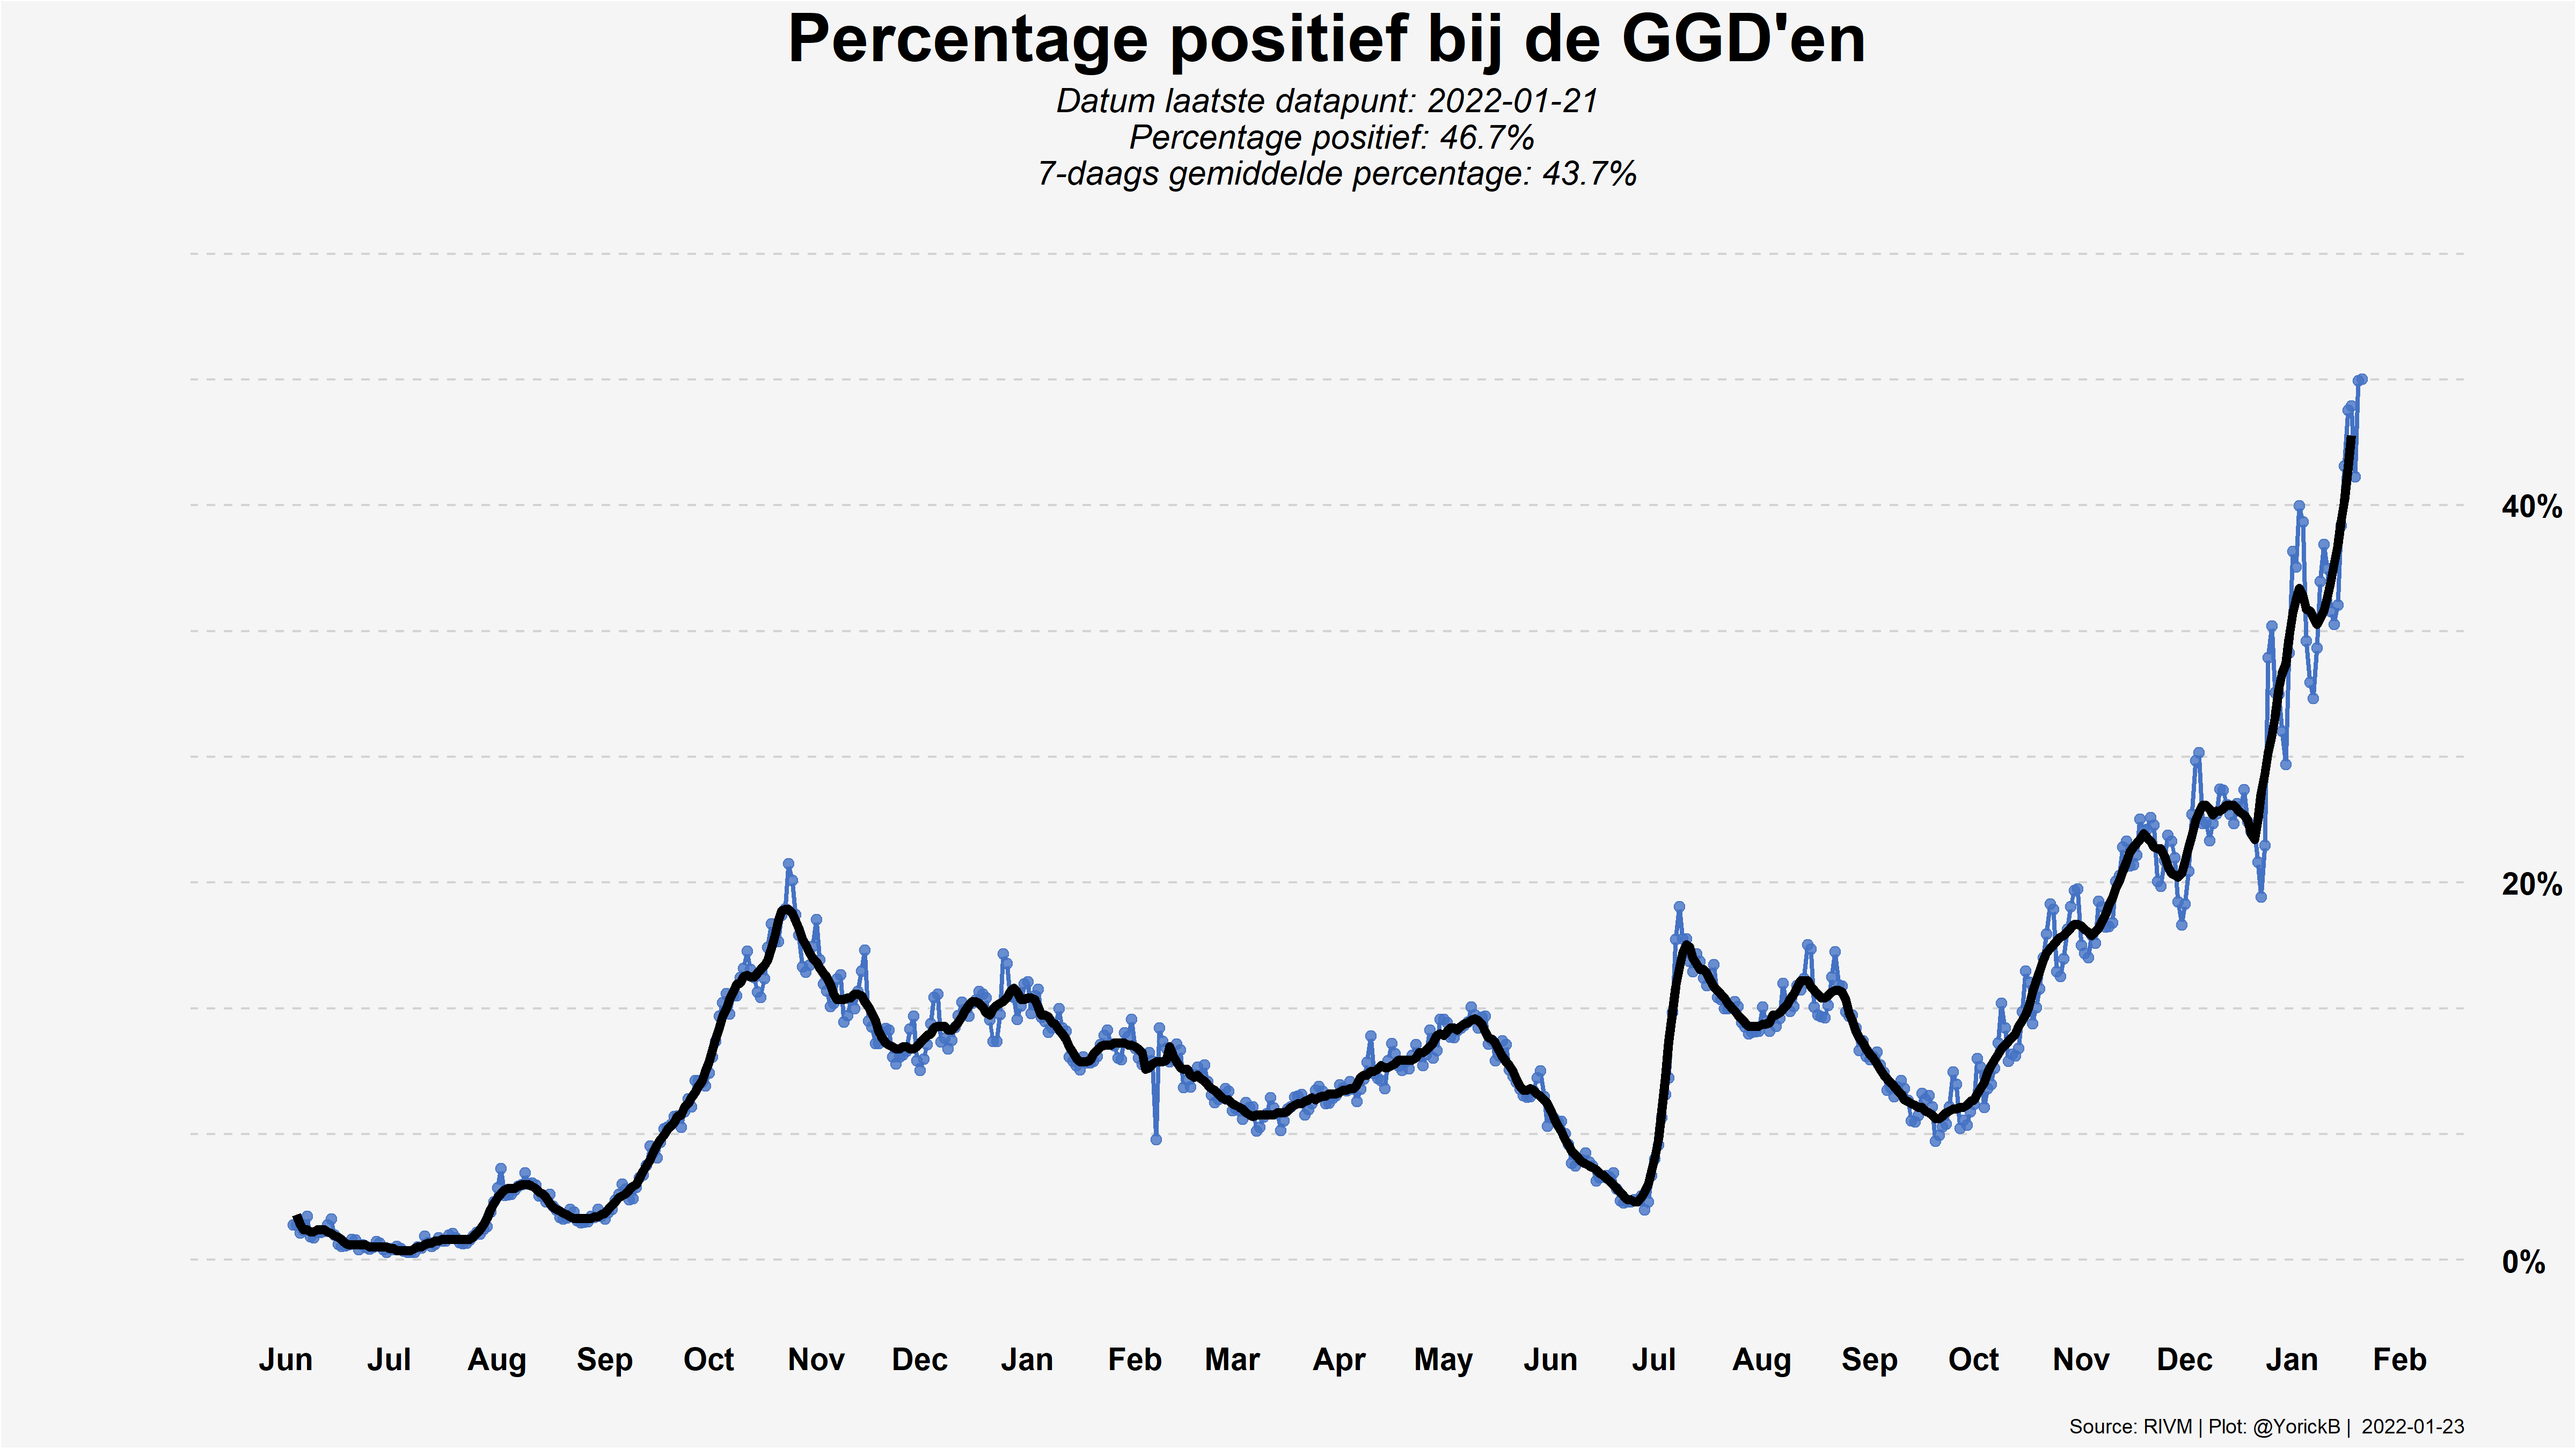 Percentage positief bij de GGD'en
Datum laatste datapunt: 2022-01-21
Percentage positief: 46.7%
7-daags gemiddelde percentage: 43.7%
40%
20%
0%
Jun Jul Aug Sep Oct Nov Dec Jan Feb Mar Apr May Jun Jul Aug Sep Oct Nov Dec Jan Feb
Source: RIVM | Plot: @YorickB | 2022-01-23